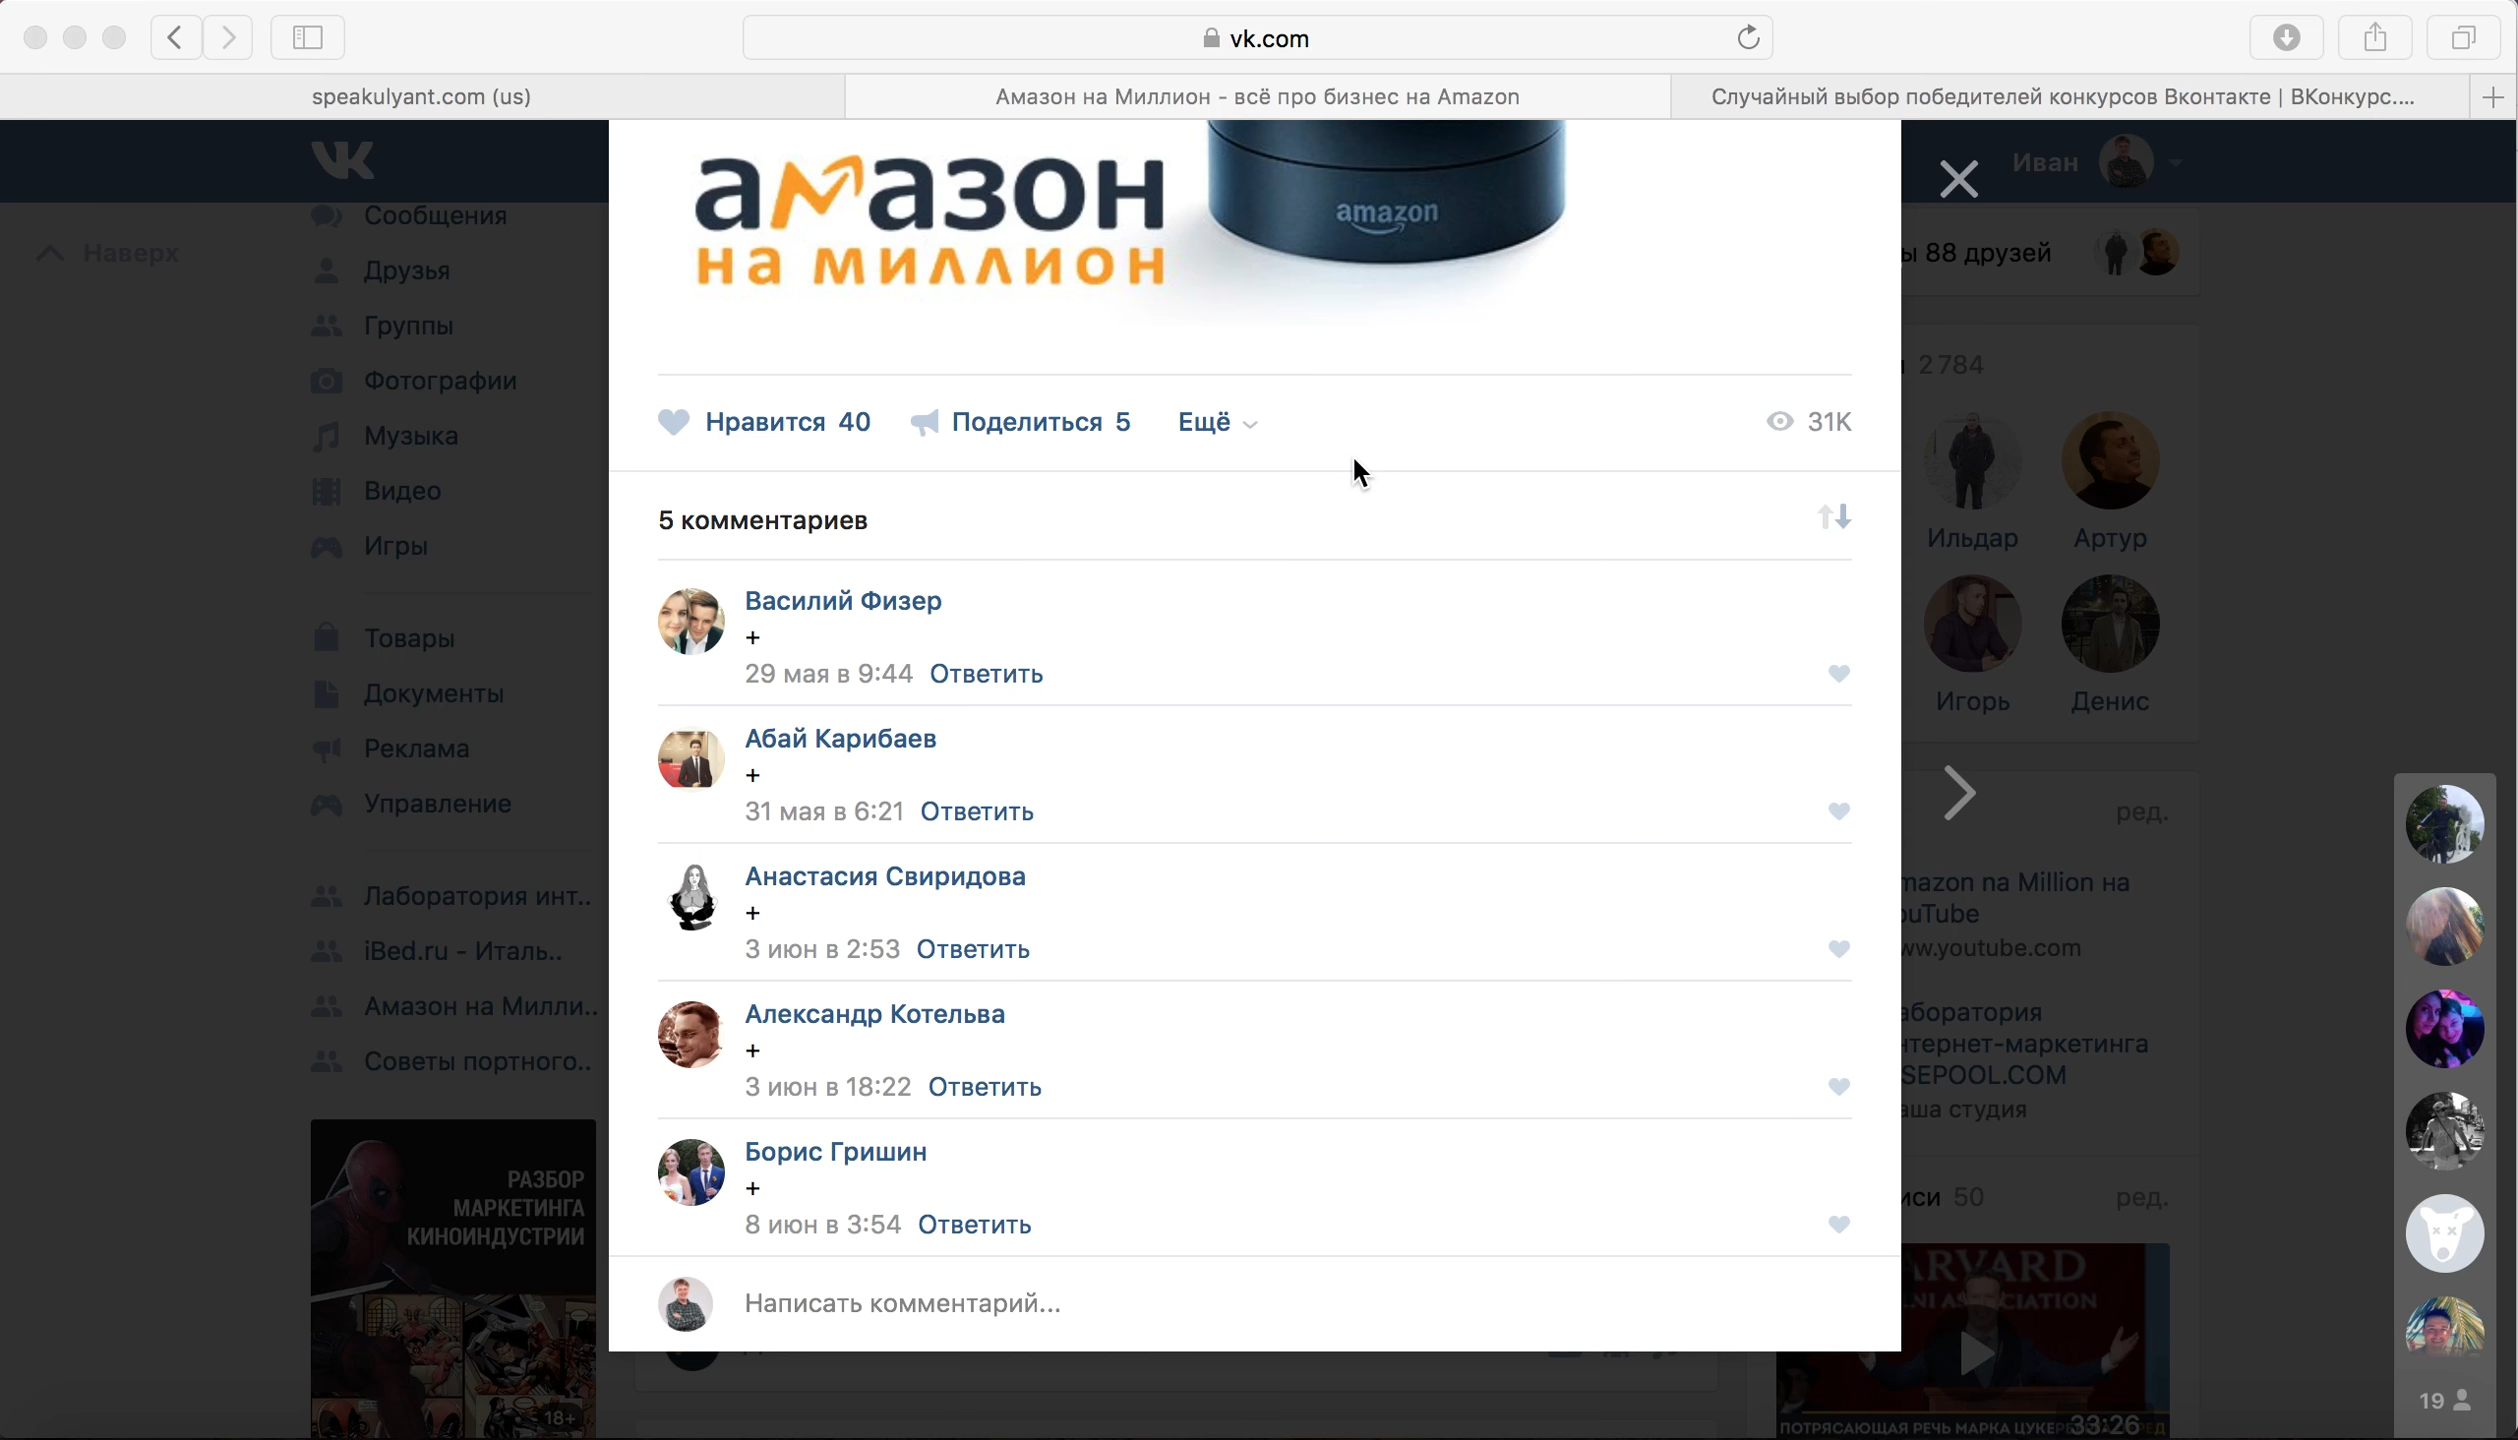 vk.com
speakulyant.com (us)
Амазон на Миллион - всё про бизнес на Amazon
Случайный выбор победителей конкурсов Вконтакте | ВКонкурс....
Иван
Наверх
Сообщения
Друзья
Группы
Фотографии
Музыка
Видео
Игры
Товары
Документы
Реклама
Управление
Лаборатория инт..
iBed.ru - Италь..
Амазон на Милли..
Советы портного..
РАЗБОР
МАРКЕТИНГА
КИНОИНДУСТРИИ
18+
амазон
на миллион
amazon
Нравится 40 Поделиться 5 Ещё 31K
5 комментариев
Василий Физер
+
29 мая в 9:44 Ответить
Абай Карибаев
+
31 мая в 6:21 Ответить
Анастасия Свиридова
+
3 июн в 2:53 Ответить
Александр Котельва
+
3 июн в 18:22 Ответить
Борис Гришин
+
8 июн в 3:54 Ответить
Написать комментарий...
ы 88 друзей
2 784
Ильдар Артур
Игорь Денис
ред.
mazon na Million на
ouTube
ww.youtube.com
аборатория
нтернет-маркетинга
SEPOOL.COM
аша студия
иси 50 ред.
ARVARD
ПОТРЯСАЮЩАЯ РЕЧЬ МАРКА
33:26
19